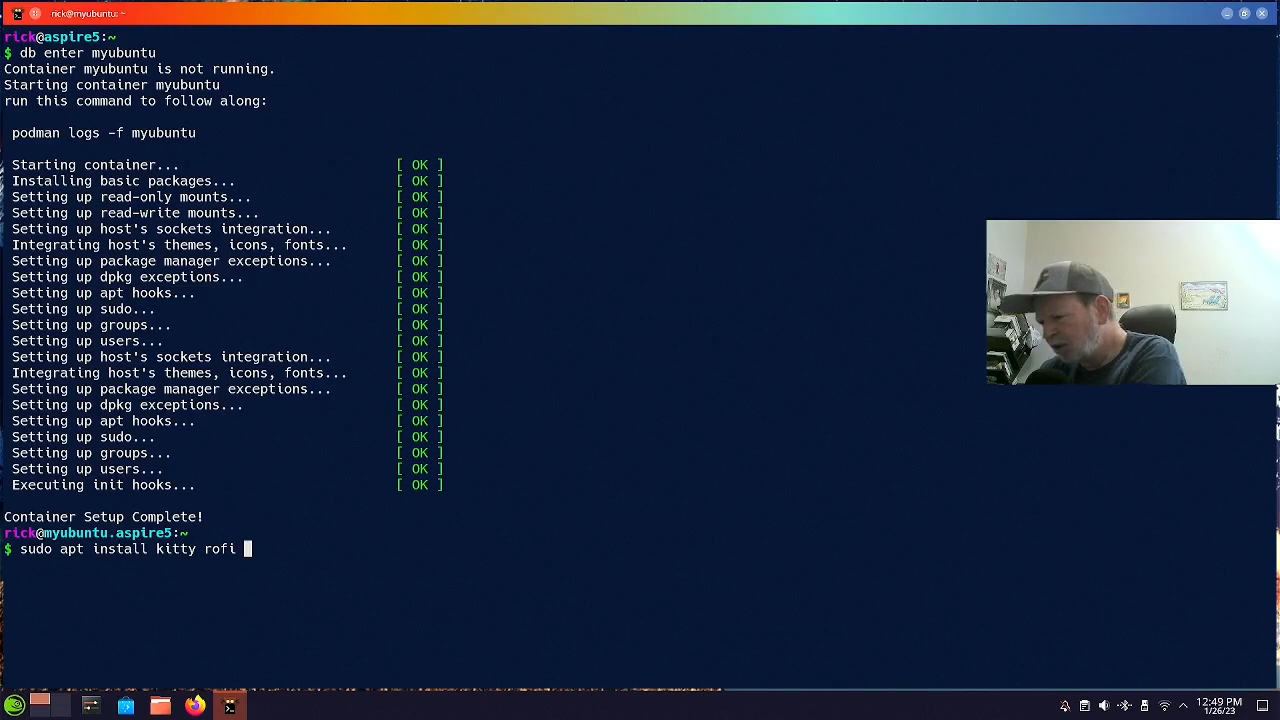 rick@myubuntu: ~
rick@aspire5:~
$ db enter myubuntu
Container myubuntu is not running.
Starting container myubuntu
run this command to follow along:
podman logs -f myubuntu
Starting container... [ OK ]
Installing basic packages... [ OK ]
Setting up read-only mounts... [ OK ]
Setting up read-write mounts... [ OK ]
Setting up host's sockets integration... [ OK ]
Integrating host's themes, icons, fonts... [ OK ]
Setting up package manager exceptions... [ OK ]
Setting up dpkg exceptions... [ OK ]
Setting up apt hooks... [ OK ]
Setting up sudo... [ OK ]
Setting up groups... [ OK ]
Setting up users... [ OK ]
Setting up host's sockets integration... [ OK ]
Integrating host's themes, icons, fonts... [ OK ]
Setting up package manager exceptions... [ OK ]
Setting up dpkg exceptions... [ OK ]
Setting up apt hooks... [ OK ]
Setting up sudo... [ OK ]
Setting up groups... [ OK ]
Setting up users... [ OK ]
Executing init hooks... [ OK ]
Container Setup Complete!
rick@myubuntu.aspire5:~
$ sudo apt install kitty rofi
12:49 PM
1/26/23